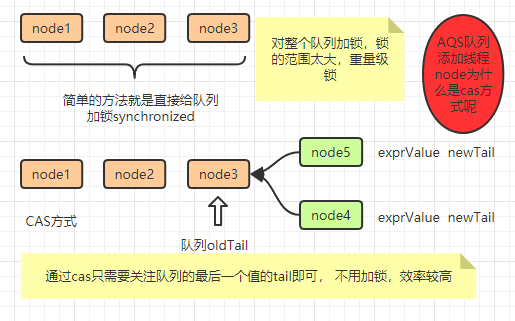 node1 node2 node3
对整个队列加锁，锁
的范围太大，重量级
锁
AQS队列
添加线程
node为什
么是cas方
式呢
简单的方法就是直接给队列
加锁synchronized
node5 exprValue newTail
node1 node2 node3
node4 exprValue newTail
CAS方式
队列oldTail
通过cas只需要关注队列的最后一个值的tail即可， 不用加锁，效率较高